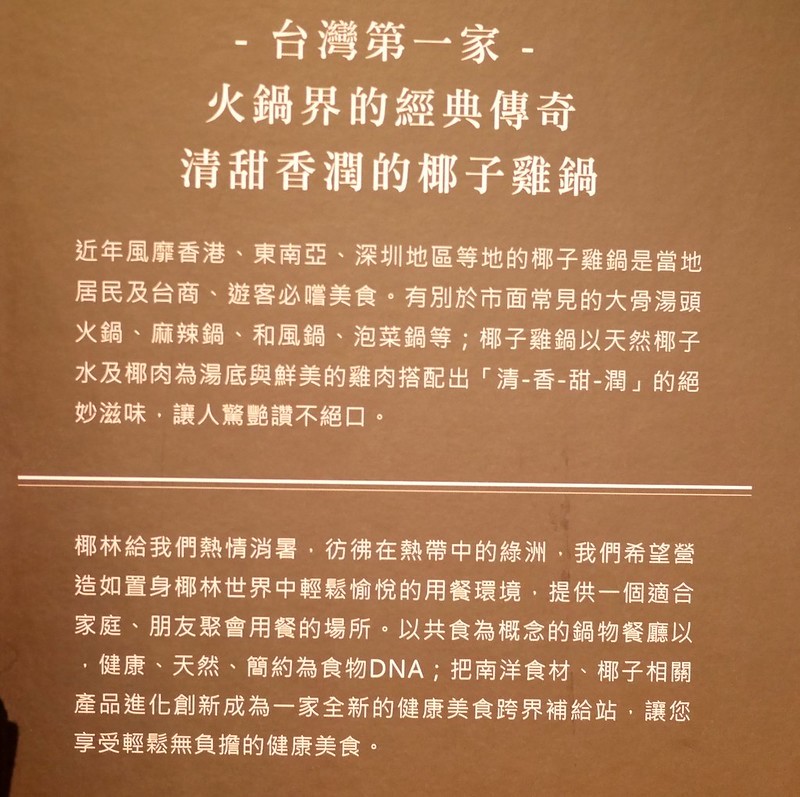 - 台灣第一家 -
火鍋界的經典傳奇
清甜香潤的椰子雞鍋
近年風靡香港、東南亞、深圳地區等地的椰子雞鍋是當地
居民及台商、遊客必嚐美食。有別於市面常見的大骨湯頭
火鍋、麻辣鍋、和風鍋、泡菜鍋等；椰子雞鍋以天然椰子
水及椰肉為湯底與鮮美的雞肉搭配出「清-香-甜-潤」的絕
妙滋味，讓人驚艷讚不絕口。
椰林給我們熱情消暑，彷彿在熱帶中的綠洲，我們希望營
造如置身椰林世界中輕鬆愉悅的用餐環境，提供一個適合
家庭、朋友聚會用餐的場所。以共食為概念的鍋物餐廳以
，健康、天然、簡約為食物DNA；把南洋食材、椰子相關
產品進化創新成為一家全新的健康美食跨界補給站，讓您
享受輕鬆無負擔的健康美食。